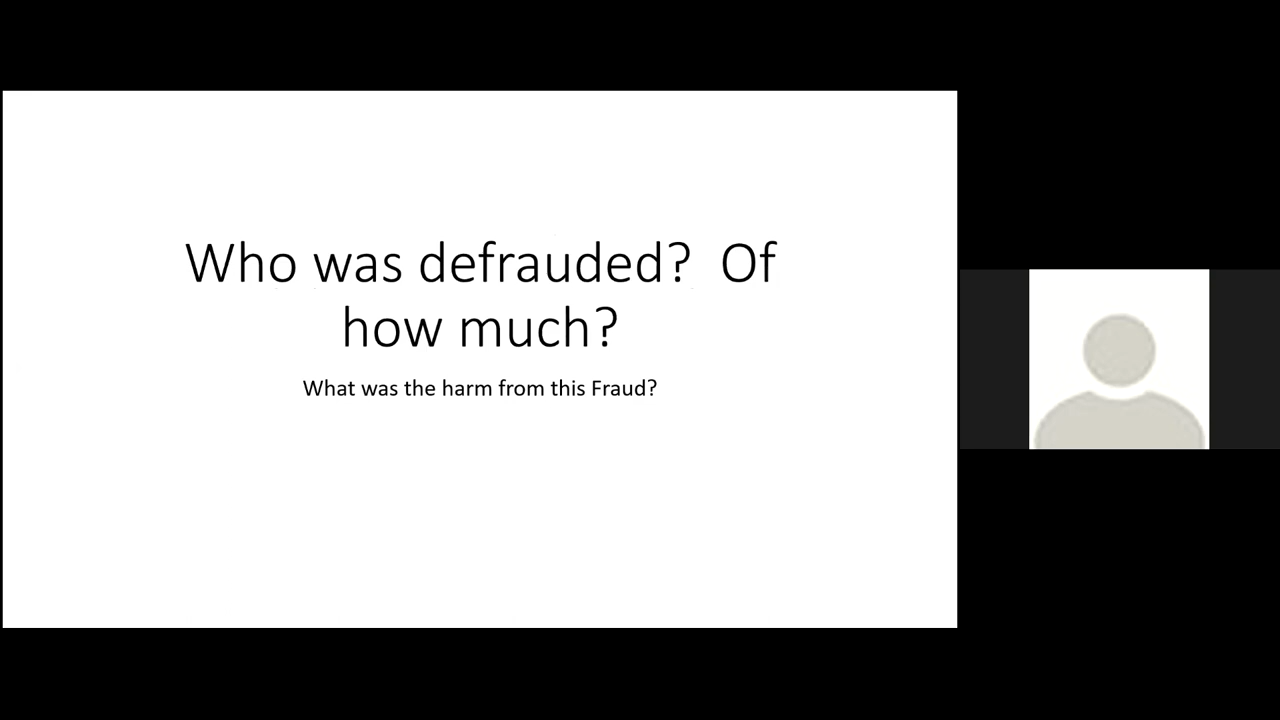 Who was defrauded?  Of
how much?
What was the harm from this Fraud?